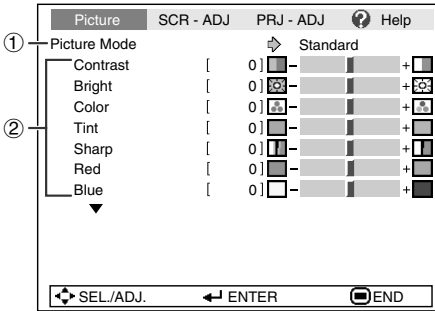 Picture SCR - ADJ PRJ - ADJ ? Help
① Picture Mode Standard
② Contrast [ 0 ] - +
Bright [ 0 ] - +
Color [ 0 ] - +
Tint [ 0 ] - +
Sharp [ 0 ] - +
Red [ 0 ] - +
Blue [ 0 ] - +
SEL./ADJ. ENTER END